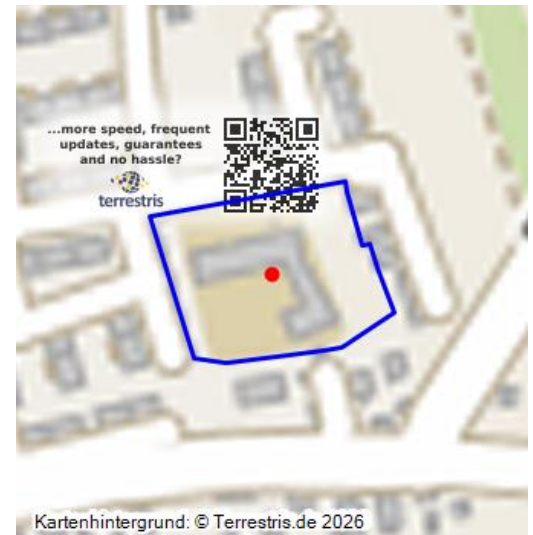 ...more speed, frequent
updates, guarantees
and no hassle?
terrestris
Kartenhintergrund: © Terrestris.de 2026